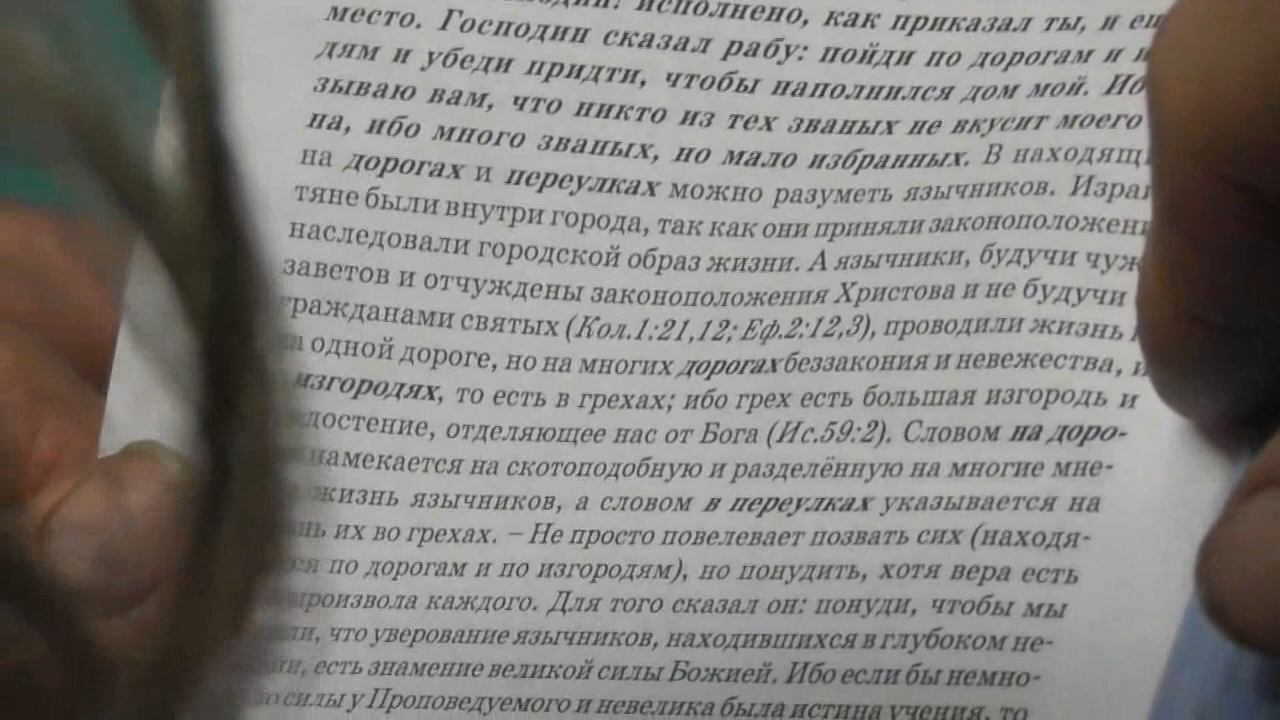 исполнено, как приказал ты, и
место. Господин сказал рабу: пойди по дорогам и
дям и убеди придти, чтобы наполнился дом мой.
зываю вам, что никто из тех званых не вкусит моего
на, ибо много званых, но мало избранных. В находящ
на дорогах и переулках можно разуметь язычников. Изра
тяне были внутри города, так как они приняли законоположен
наследовали городской образ жизни. А язычники, будучи чуж
заветов и отчуждены законоположения Христова и не будучи
гражданами святых (Кол.1:21,12; Еф.2:12,3), проводили жизнь
одной дороге, но на многих дорогах беззакония и невежества,
изгородях, то есть в грехах; ибо грех есть большая изгородь и
достение, отделяющее нас от Бога (Ис.59:2). Словом на доро-
намекается на скотоподобную и разделённую на многие мне-
жизнь язычников, а словом в переулках указывается на
их во грехах. – Не просто повелевает позвать сих (находя-
по дорогам и по изгородям), но понудить, хотя вера есть
произвола каждого. Для того сказал он: понуди, чтобы мы
что уверование язычников, находившихся в глубоком не-
есть знамение великой силы Божией. Ибо если бы немно-
силы у Проповедуемого и невелика была истина учения, то